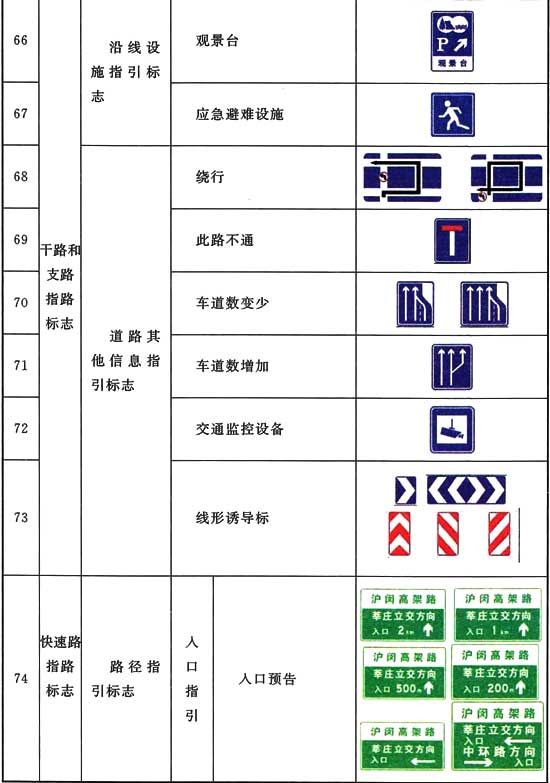 66
沿线设
施指引标
志
观景台
P
观景台
67
应急避难设施
68
干路和
支路
指路
标志
道路其
他信息指
引标志
绕行
69
此路不通
70
车道数变少
71
车道数增加
72
交通监控设备
73
线形诱导标
74
快速路
指路
标志
路径指
引标志
入
口
指
引
入口预告
沪闵高架路
莘庄立交方向
入口 2km
沪闵高架路
莘庄立交方向
入口 1km
沪闵高架路
莘庄立交方向
入口 500m
沪闵高架路
莘庄立交方向
入口 200m
沪闵高架路
莘庄立交方向
入口
沪闵高架路
莘庄立交方向
入口
中环路方向
入口